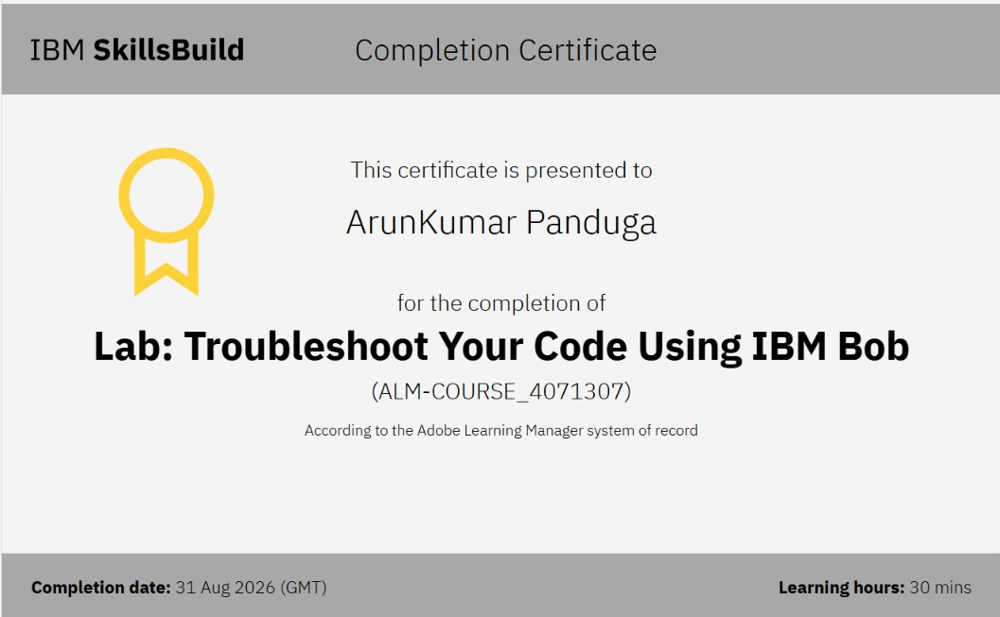 IBM SkillsBuild
Completion Certificate
This certificate is presented to
ArunKumar Panduga
for the completion of
Lab: Troubleshoot Your Code Using IBM Bob
(ALM-COURSE_4071307)
According to the Adobe Learning Manager system of record
Completion date: 31 Aug 2026 (GMT)
Learning hours: 30 mins